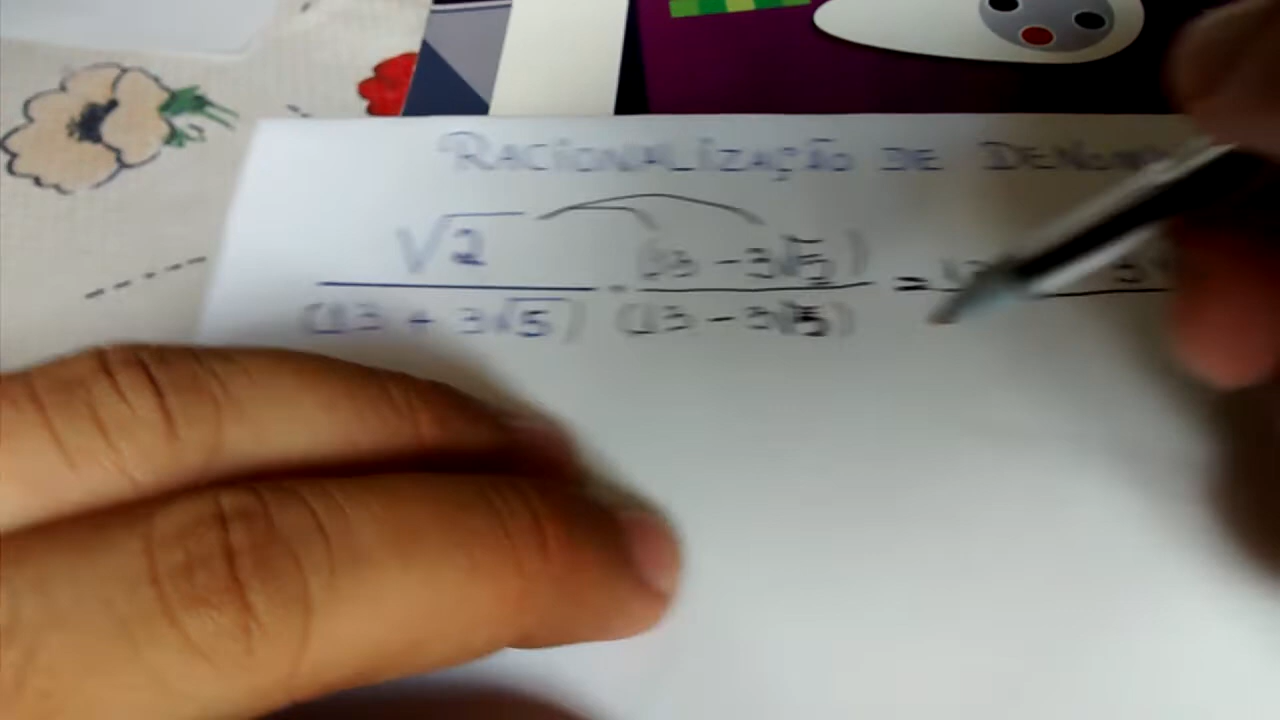 RACIONALIZAÇÃO DE
√2 · (13 - 3√5) =
(13 + 3√5) (13 - 3√5)